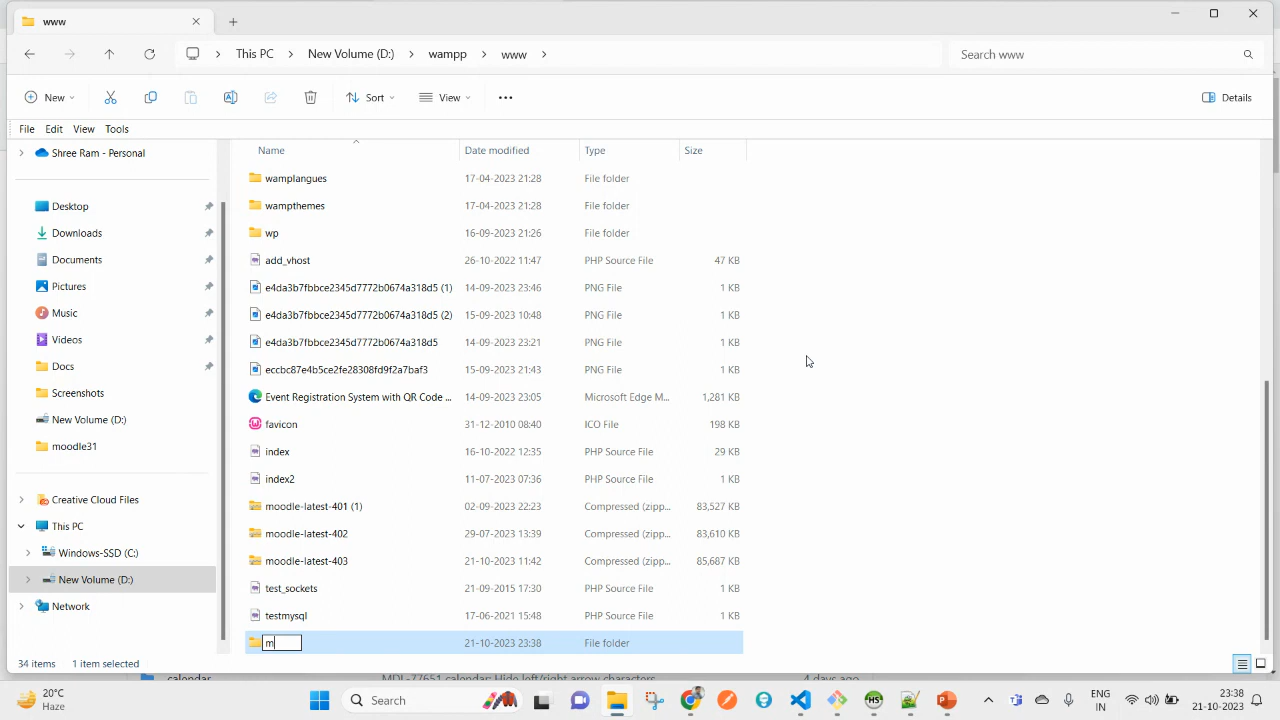 www
This PC > New Volume (D:) > wampp > www >
Search www
New
Sort
View
Details
File Edit View Tools
Shree Ram - Personal
Desktop
Downloads
Documents
Pictures
Music
Videos
Docs
Screenshots
New Volume (D:)
moodle31
Creative Cloud Files
This PC
Windows-SSD (C:)
New Volume (D:)
Network
Name Date modified Type Size
wamplangues 17-04-2023 21:28 File folder
wampthemes 17-04-2023 21:28 File folder
wp 16-09-2023 21:26 File folder
add_vhost 26-10-2022 11:47 PHP Source File 47 KB
e4da3b7fbbce2345d7772b0674a318d5 (1) 14-09-2023 23:46 PNG File 1 KB
e4da3b7fbbce2345d7772b0674a318d5 (2) 15-09-2023 10:48 PNG File 1 KB
e4da3b7fbbce2345d7772b0674a318d5 14-09-2023 23:21 PNG File 1 KB
eccbc87e4b5ce2fe28308fd9f2a7baf3 15-09-2023 21:43 PNG File 1 KB
Event Registration System with QR Code ... 14-09-2023 23:05 Microsoft Edge M... 1,281 KB
favicon 31-12-2010 08:40 ICO File 198 KB
index 16-10-2022 12:35 PHP Source File 29 KB
index2 11-07-2023 07:36 PHP Source File 1 KB
moodle-latest-401 (1) 02-09-2023 22:23 Compressed (zipp... 83,527 KB
moodle-latest-402 29-07-2023 13:39 Compressed (zipp... 83,610 KB
moodle-latest-403 21-10-2023 11:42 Compressed (zipp... 85,687 KB
test_sockets 21-09-2015 17:30 PHP Source File 1 KB
testmysql 17-06-2021 15:48 PHP Source File 1 KB
m 21-10-2023 23:38 File folder
34 items 1 item selected
calendar MDL-77651 calendar: Hide left/right arrow characters 4 days ago
20°C
Haze
Search
ENG
IN
23:38
21-10-2023